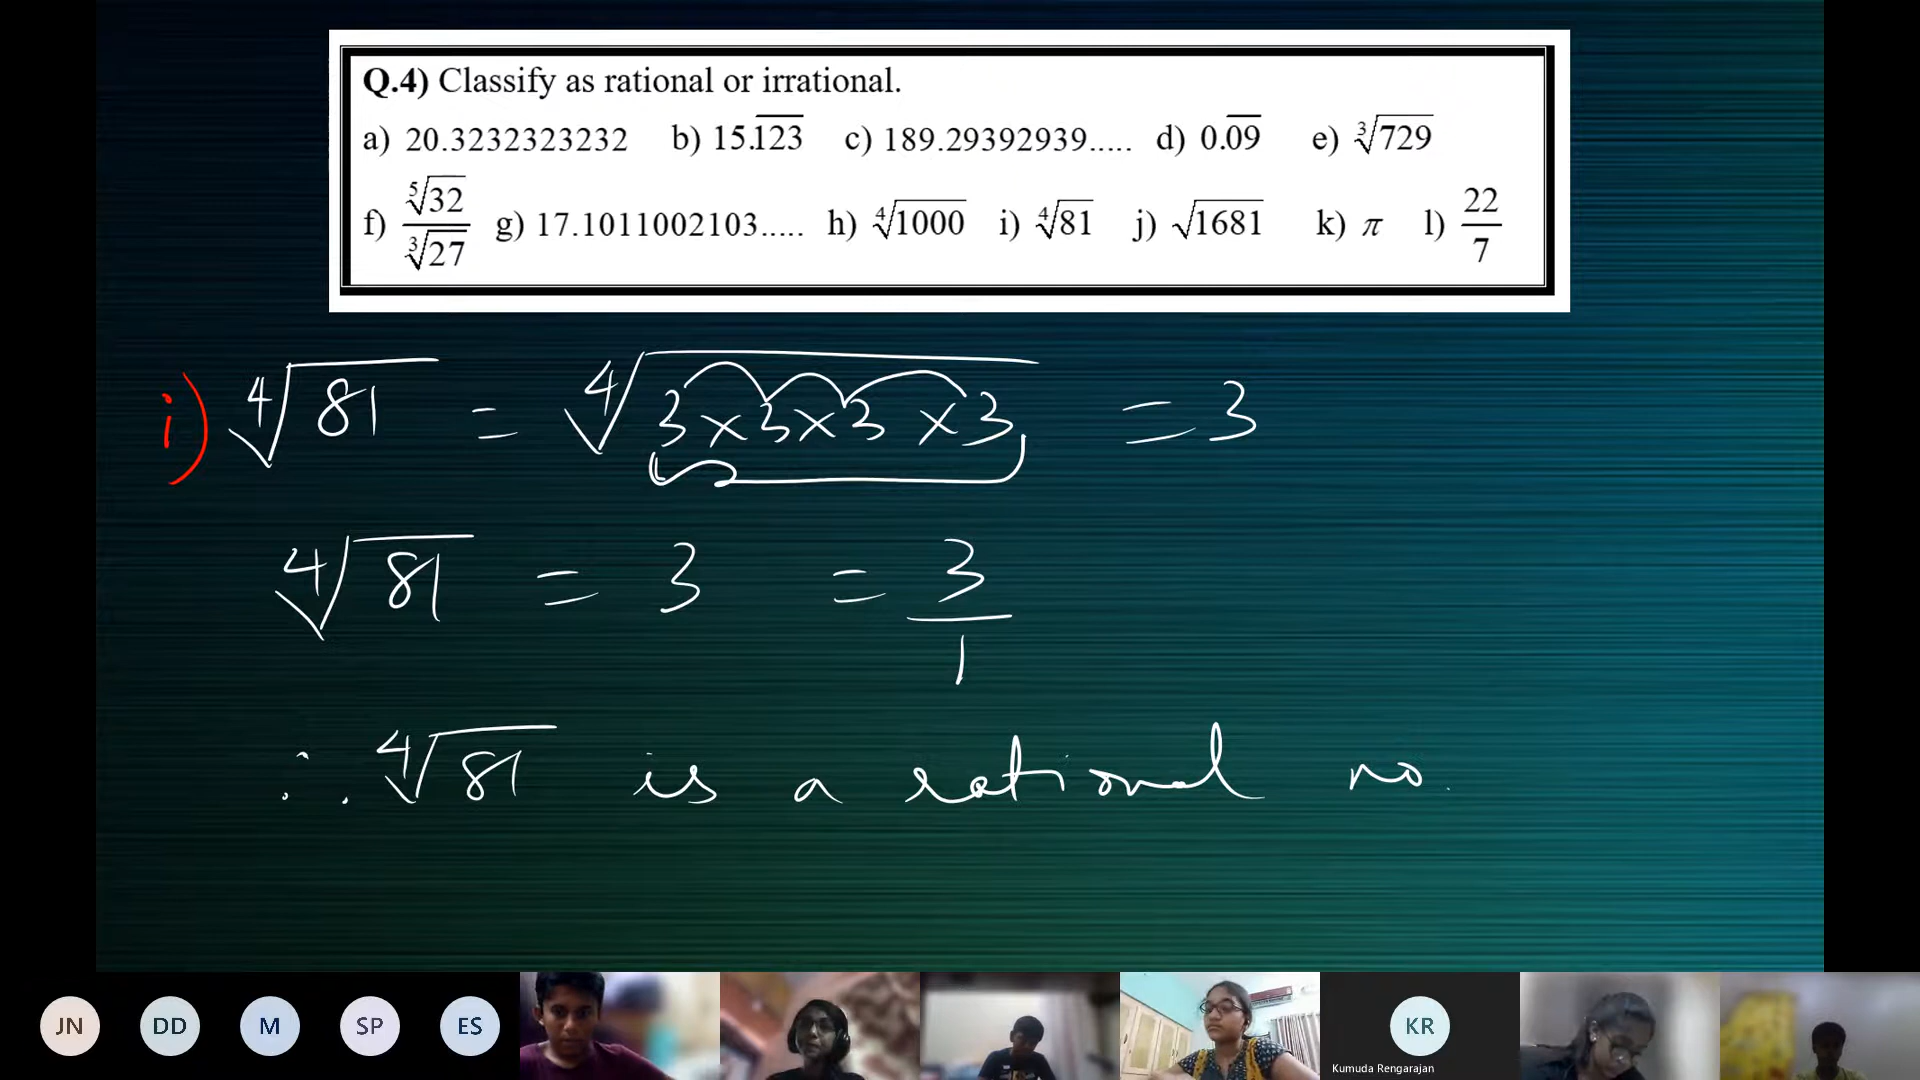 Q.4) Classify as rational or irrational.
a) 20.3232323232 b) 15.1̅2̅3̅ c) 189.29392939..... d) 0.0̅9̅ e) ∛729
f) ⁵√32 / ³√27 g) 17.1011002103..... h) ⁴√1000 i) ⁴√81 j) √1681 k) π l) 22/7
i) ⁴√81 = ⁴√3×3×3×3 = 3
⁴√81 = 3 = 3/1
∴ ⁴√81 is a rational no.
JN DD M SP ES KR
Kumuda Rengarajan